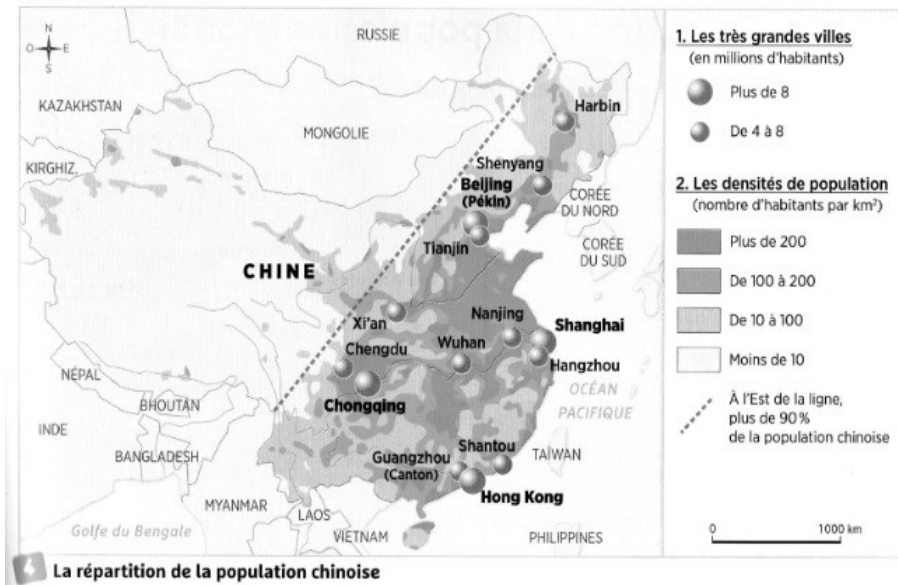 N
O
E
S
RUSSIE
KAZAKHSTAN
MONGOLIE
KIRGHIZ.
Harbin
Shenyang
Beijing
(Pékin)
CORÉE
DU NORD
Tianjin
CORÉE
DU SUD
CHINE
Xi'an
Nanjing
Shanghai
Chengdu
Wuhan
Hangzhou
Chongqing
NÉPAL
BHOUTAN
OCÉAN
PACIFIQUE
INDE
BANGLADESH
Guangzhou
(Canton)
Shantou
TAÏWAN
Hong Kong
MYANMAR
LAOS
Golfe du Bengale
VIETNAM
PHILIPPINES
1. Les très grandes villes
(en millions d'habitants)
Plus de 8
De 4 à 8
2. Les densités de population
(nombre d'habitants par km²)
Plus de 200
De 100 à 200
De 10 à 100
Moins de 10
À l'Est de la ligne,
plus de 90 %
de la population chinoise
0 1000 km
4 La répartition de la population chinoise